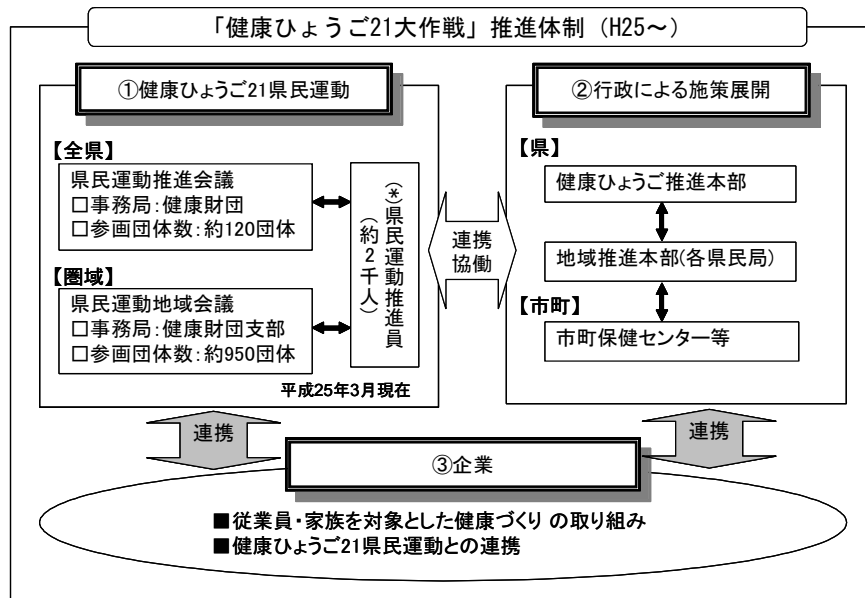 「健康ひょうご21大作戦」推進体制（H25～）
①健康ひょうご21県民運動
【全県】
県民運動推進会議
□事務局：健康財団
□参画団体数：約120団体
【圏域】
県民運動地域会議
□事務局：健康財団支部
□参画団体数：約950団体
(＊)県民運動推進員
（約２千人）
平成25年3月現在
連携
協働
②行政による施策展開
【県】
健康ひょうご推進本部
地域推進本部(各県民局)
【市町】
市町保健センター等
連携
連携
③企業
■従業員・家族を対象とした健康づくり の取り組み
■健康ひょうご21県民運動との連携